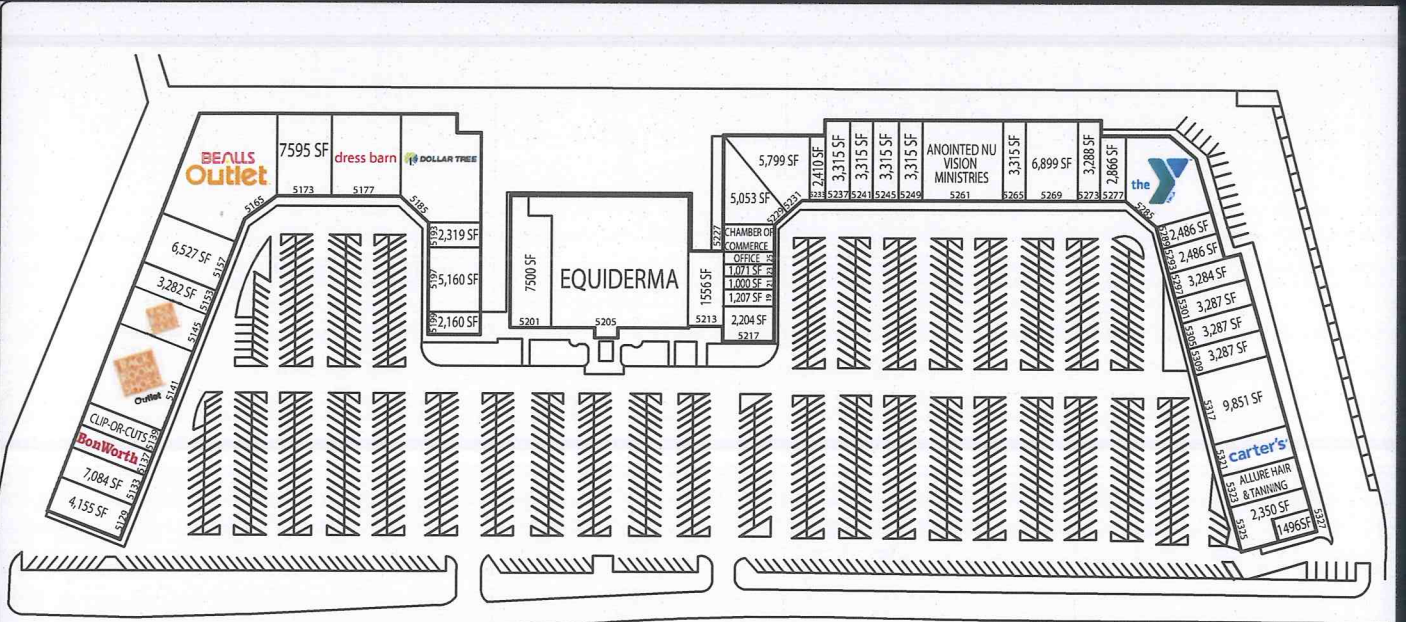 BEALLS
Outlet
5165
7595 SF
5173
dress barn
5177
DOLLAR TREE
5185
5193
2,319 SF
5197
5,160 SF
5199
2,160 SF
6,527 SF
5157
3,282 SF
5153
5145
Outlet
5141
CLIP-OR-CUTS
5139
BonWorth
5137
7,084 SF
5133
4,155 SF
5129
7500 SF
5201
EQUIDERMA
5205
1556 SF
5213
5,799 SF
5231
5,053 SF
5229
5227
CHAMBER OF
COMMERCE
OFFICE 25
1,071 SF 23
1,000 SF 21
1,207 SF 19
2,204 SF
5217
2,410 SF
5233
3,315 SF
5237
3,315 SF
5241
3,315 SF
5245
3,315 SF
5249
ANOINTED NU
VISION
MINISTRIES
5261
3,315 SF
5265
6,899 SF
5269
3,288 SF
5273
2,866 SF
5277
the Y
5285
5289
2,486 SF
5293
2,486 SF
5297
3,284 SF
5301
3,287 SF
5305
3,287 SF
5309
3,287 SF
5317
9,851 SF
5321
carter's
5323
ALLURE HAIR
& TANNING
5325
2,350 SF
1496SF
5327